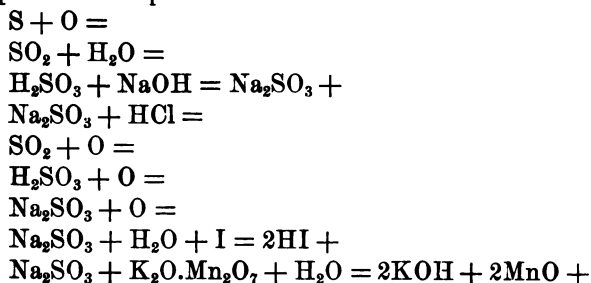 S + O =
SO₂ + H₂O =
H₂SO₃ + NaOH = Na₂SO₃ +
Na₂SO₃ + HCl =
SO₂ + O =
H₂SO₃ + O =
Na₂SO₃ + O =
Na₂SO₃ + H₂O + I = 2HI +
Na₂SO₃ + K₂O.Mn₂O₇ + H₂O = 2KOH + 2MnO +